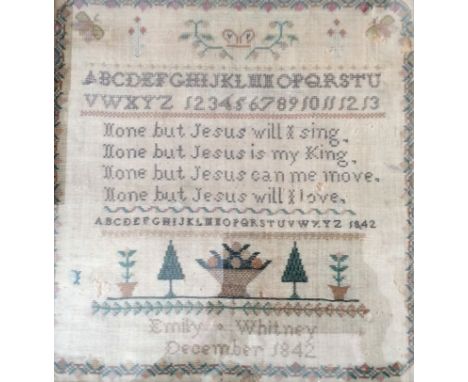 ABCDEFGHIJKLMNOPQRSTU
VWXYZ 12345678910111213
None but Jesus will I sing,
None but Jesus is my King,
None but Jesus can me move,
None but Jesus will I love,
ABCDEFGHIJKLMNOPQRSTUVWXYZ 1842
Emily Whitney
December 1842